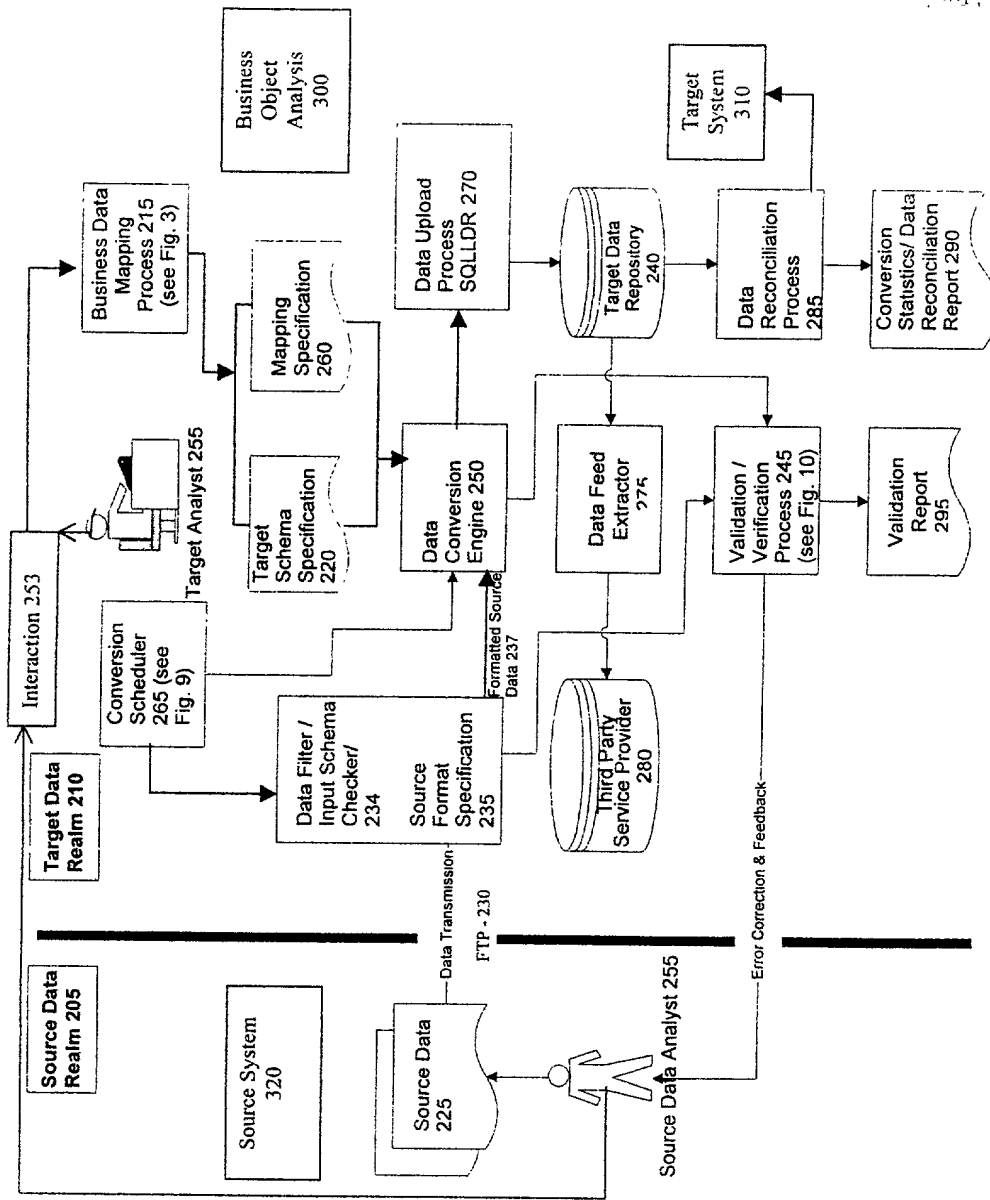 Source Data
Realm 205
Target Data
Realm 210
Interaction 253
Target Analyst 255
Business Data
Mapping
Process 215
(see Fig. 3)
Business
Object
Analysis
300
Source System
320
Conversion
Scheduler
265 (see
Fig. 9)
Target
Schema
Specification
220
Mapping
Specification
260
Source Data
225
Data Transmission
FTP - 230
Data Filter /
Input Schema
Checker/
234
Source
Format
Specification
235
Formatted Source
Data 237
Data
Conversion
Engine 250
Data Upload
Process
SQLLDR 270
Target Data
Repository
240
Data Feed
Extractor
275
Third Party
Service Provider
280
Target
System
310
Data
Reconciliation
Process
285
Validation /
Verification
Process 245
(see Fig. 10)
Error Correction & Feedback
Source Data Analyst 255
Validation
Report
295
Conversion
Statistics/ Data
Reconciliation
Report 290